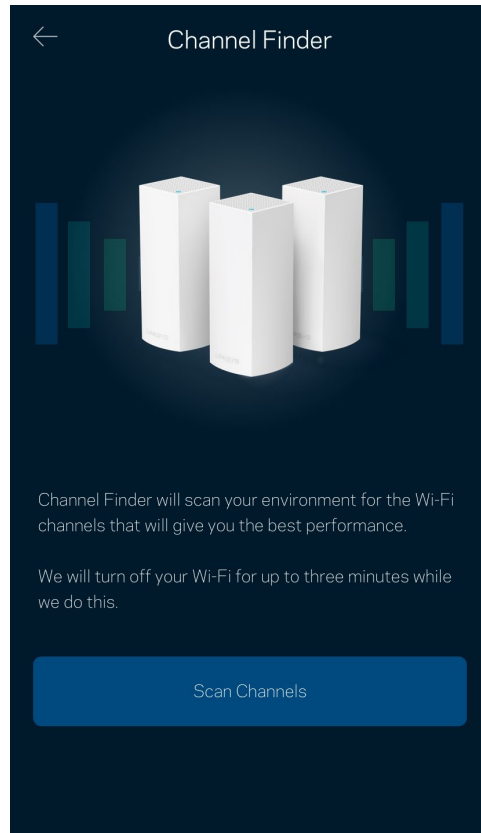 Channel Finder
Channel Finder will scan your environment for the Wi-Fi
channels that will give you the best performance.
We will turn off your Wi-Fi for up to three minutes while
we do this.
Scan Channels